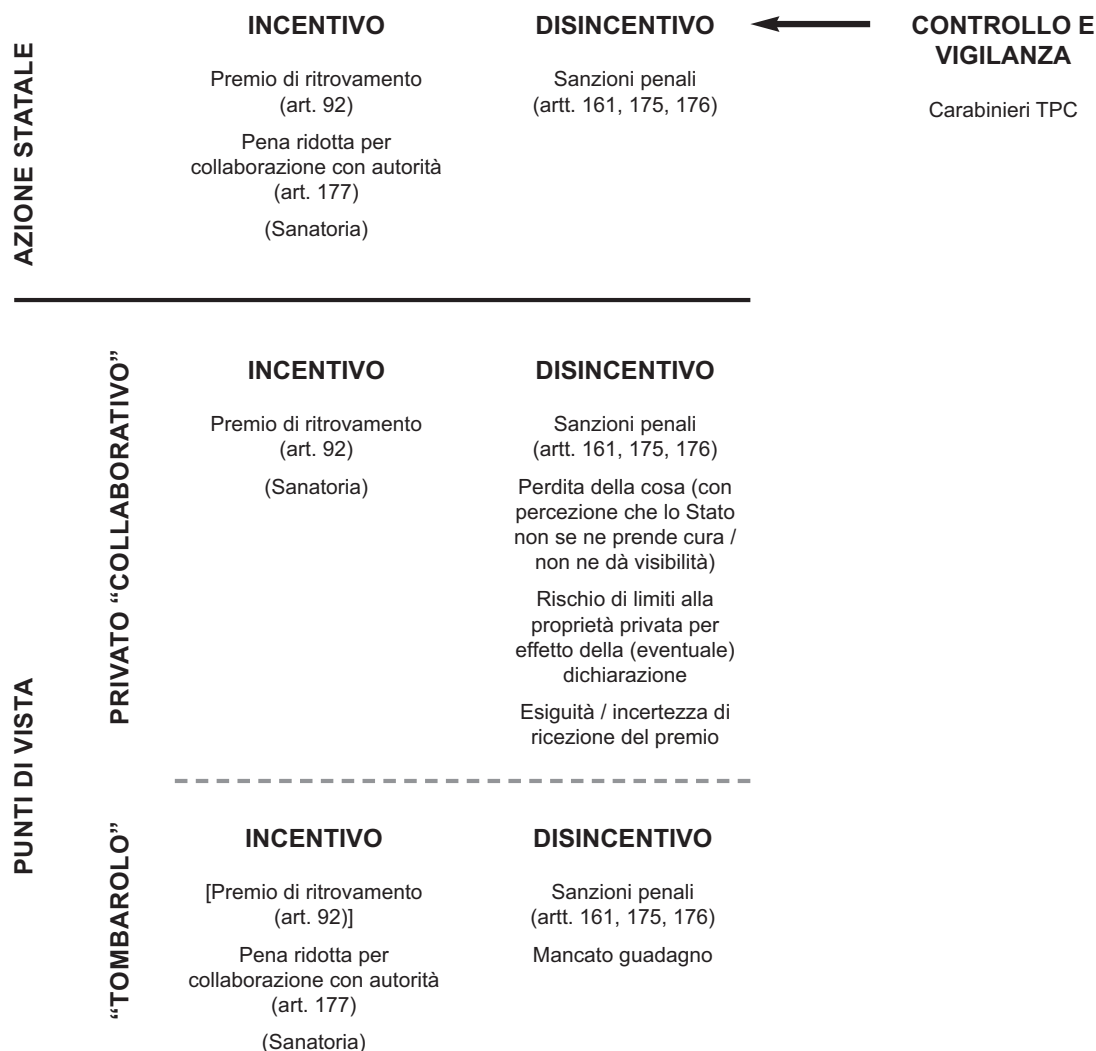 AZIONE STATALE
INCENTIVO
Premio di ritrovamento
(art. 92)
Pena ridotta per
collaborazione con autorità
(art. 177)
(Sanatoria)
DISINCENTIVO
Sanzioni penali
(artt. 161, 175, 176)
CONTROLLO E
VIGILANZA
Carabinieri TPC
PUNTI DI VISTA
PRIVATO “COLLABORATIVO”
INCENTIVO
Premio di ritrovamento
(art. 92)
(Sanatoria)
DISINCENTIVO
Sanzioni penali
(artt. 161, 175, 176)
Perdita della cosa (con
percezione che lo Stato
non se ne prende cura /
non ne dà visibilità)
Rischio di limiti alla
proprietà privata per
effetto della (eventuale)
dichiarazione
Esiguità / incertezza di
ricezione del premio
“TOMBAROLO”
INCENTIVO
[Premio di ritrovamento
(art. 92)]
Pena ridotta per
collaborazione con autorità
(art. 177)
(Sanatoria)
DISINCENTIVO
Sanzioni penali
(artt. 161, 175, 176)
Mancato guadagno